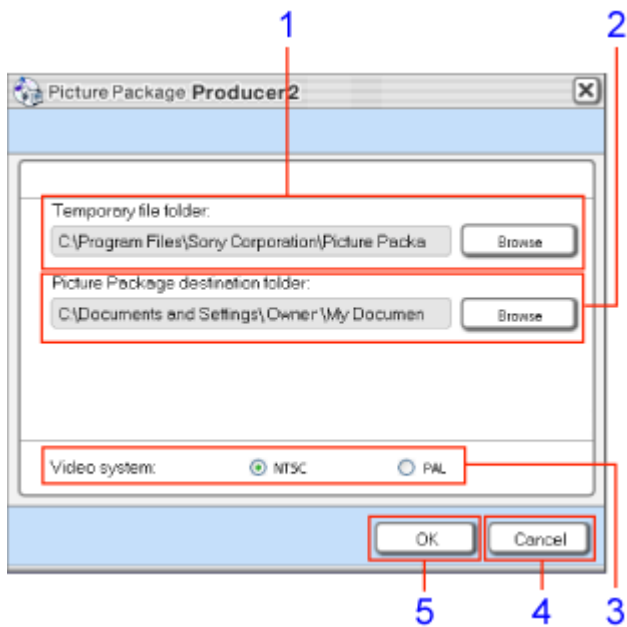 1
2
Picture Package Producer2
Temporary file folder:
C:\Program Files\Sony Corporation\Picture Packa
Browse
Picture Package destination folder:
C:\Documents and Settings\Owner\My Documen
Browse
Video system:
NTSC
PAL
OK
Cancel
5
4
3